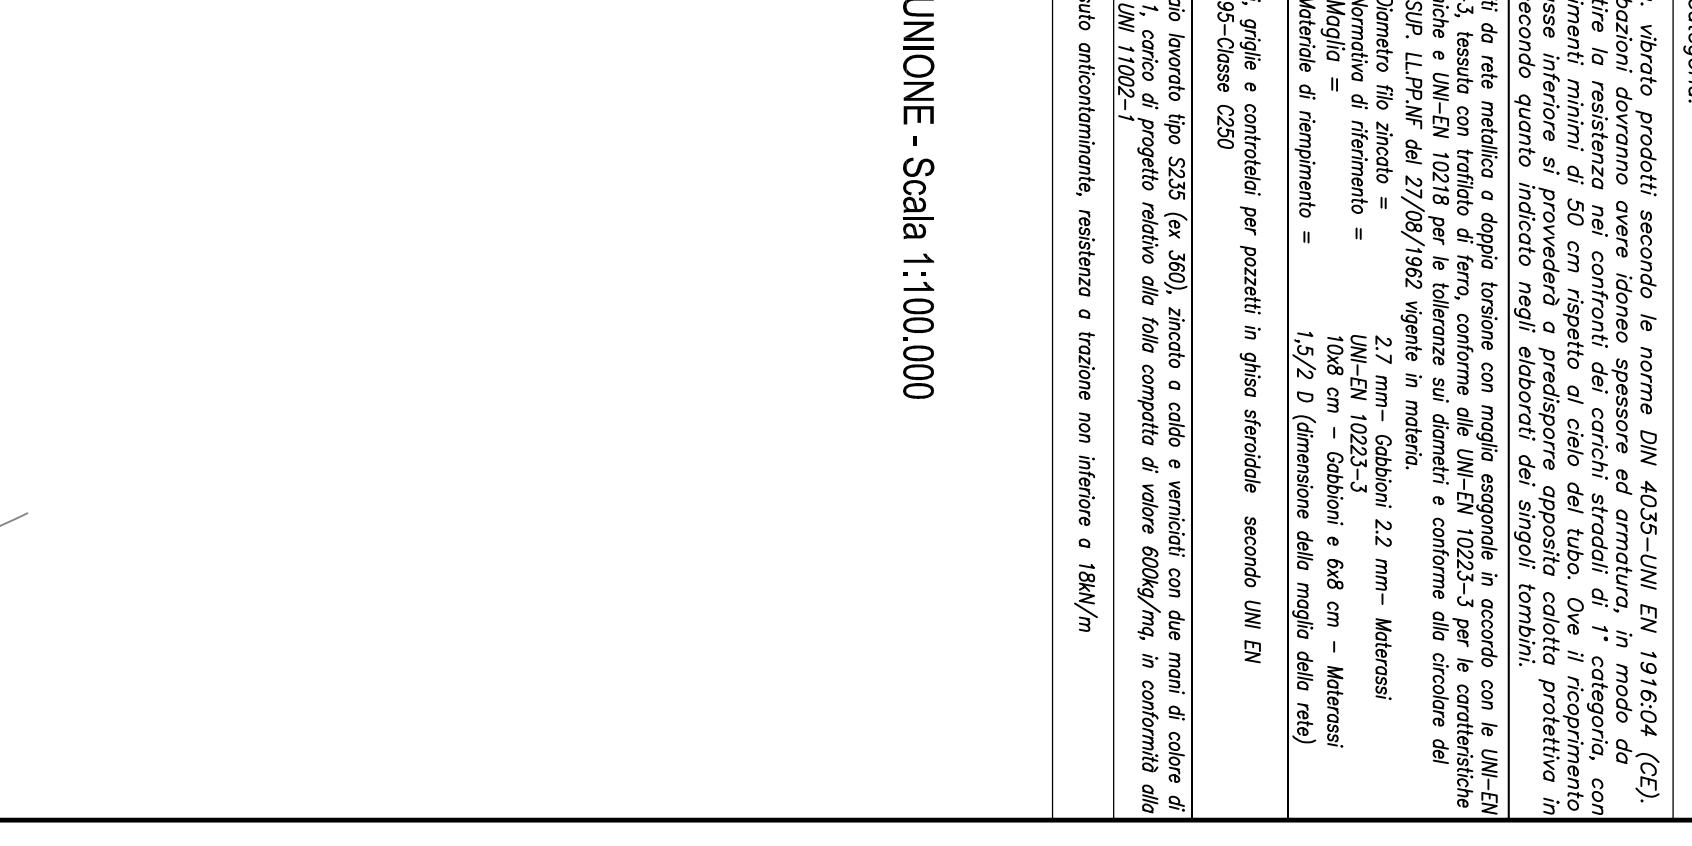 categoria.
vibrato prodotti secondo le norme DIN 4035-UNI EN 1916:04 (CE).
dovranno avere idoneo spessore ed armatura, in modo da
la resistenza nei confronti dei carichi stradali di 1° categoria, con
minimi di 50 cm rispetto al cielo del tubo. Ove il ricoprimento
inferiore si provvederà a predisporre apposita calotta protettiva in
secondo quanto indicato negli elaborati dei singoli tombini.
ti da rete metallica a doppia torsione con maglia esagonale in accordo con le UNI-EN
-3, tessuta con trafilato di ferro, conforme alle UNI-EN 10223-3 per le caratteristiche
iche e UNI-EN 10218 per le tolleranze sui diametri e conforme alla circolare del
SUP. LL.PP.NF del 27/08/1962 vigente in materia.
Diametro filo zincato = 2.7 mm- Gabbioni 2.2 mm- Materassi
Normativa di riferimento = UNI-EN 10223-3
Maglia = 10x8 cm - Gabbioni e 6x8 cm - Materassi
Materiale di riempimento = 1,5/2 D (dimensione della maglia della rete)
, griglie e controtelai per pozzetti in ghisa sferoidale secondo UNI EN
95-Classe C250
aio lavorato tipo S235 (ex 360), zincato a caldo e verniciati con due mani di colore di
1, carico di progetto relativo alla folla compatta di valore 600kg/mq, in conformità alla
UNI 11002-1
suto anticontaminante, resistenza a trazione non inferiore a 18kN/m
UNIONE - Scala 1:100.000